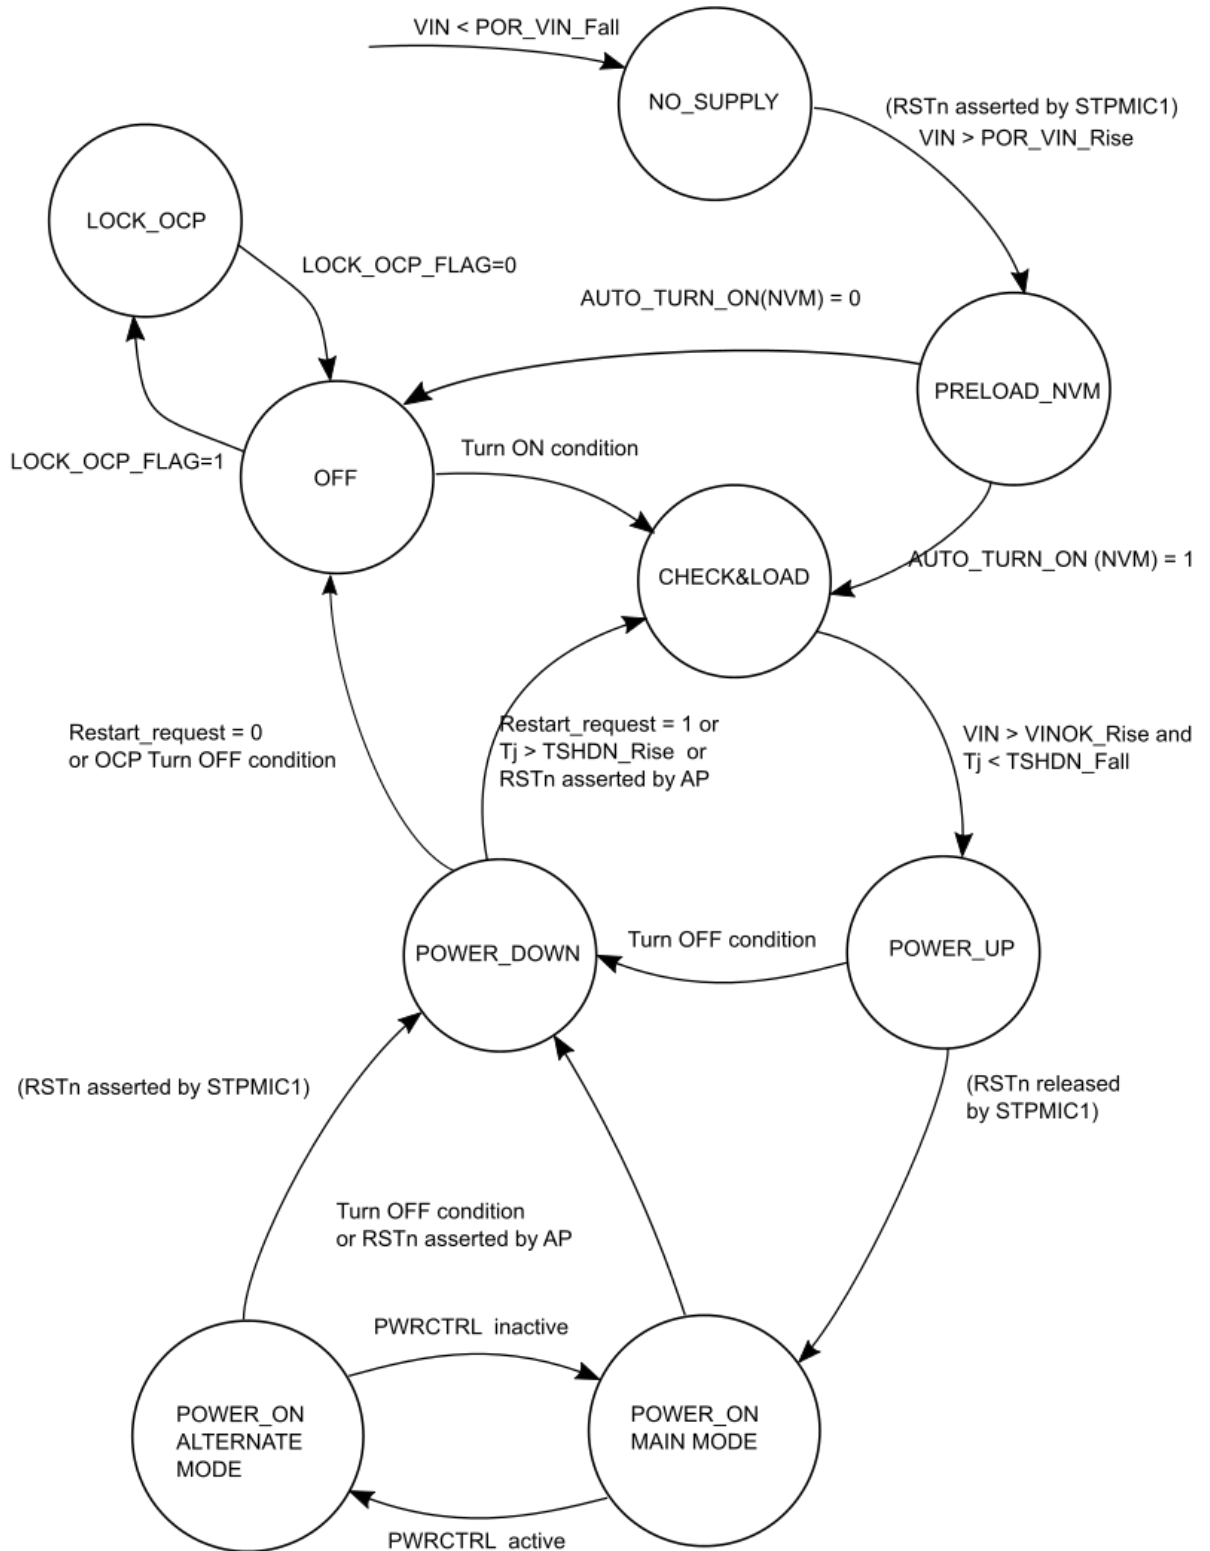 VIN < POR_VIN_Fall
NO_SUPPLY
(RSTn asserted by STPMIC1)
VIN > POR_VIN_Rise
LOCK_OCP
LOCK_OCP_FLAG=0
AUTO_TURN_ON(NVM) = 0
PRELOAD_NVM
Turn ON condition
LOCK_OCP_FLAG=1
OFF
AUTO_TURN_ON (NVM) = 1
CHECK&LOAD
Restart_request = 0
or OCP Turn OFF condition
Restart_request = 1 or
Tj > TSHDN_Rise or
RSTn asserted by AP
VIN > VINOK_Rise and
Tj < TSHDN_Fall
POWER_DOWN
Turn OFF condition
POWER_UP
(RSTn asserted by STPMIC1)
(RSTn released
by STPMIC1)
Turn OFF condition
or RSTn asserted by AP
PWRCTRL inactive
POWER_ON
ALTERNATE
MODE
POWER_ON
MAIN MODE
PWRCTRL active